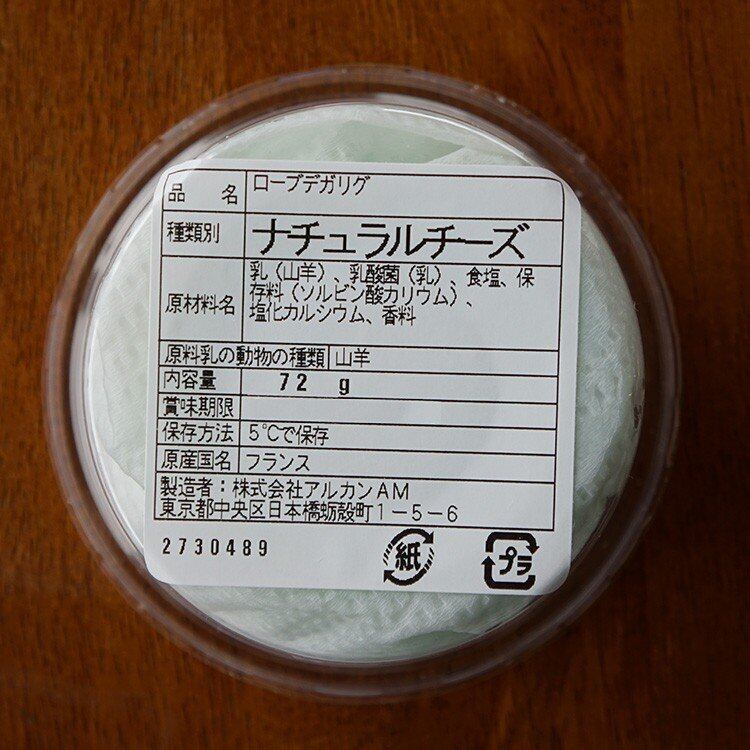 品名 ローブデガリグ
種類別 ナチュラルチーズ
原材料名 乳（山羊）、乳酸菌（乳）、食塩、保
存料（ソルビン酸カリウム）、
塩化カルシウム、香料
原料乳の動物の種類 山羊
内容量 72 g
賞味期限
保存方法 5℃で保存
原産国名 フランス
製造者：株式会社アルカンAM
東京都中央区日本橋蛎殻町1-5-6
2730489 紙 プラ